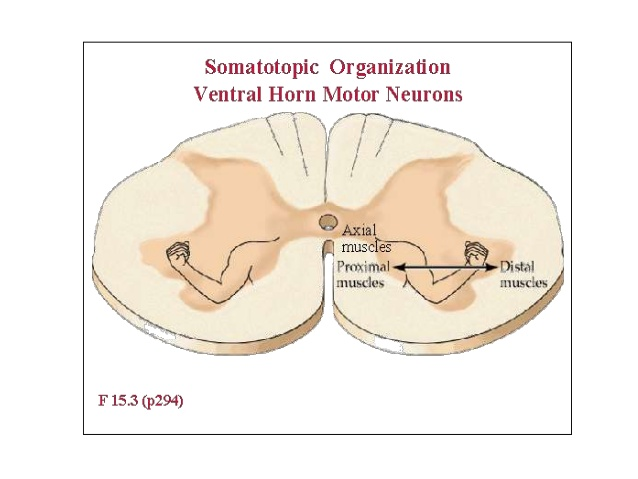 Somatotopic Organization
Ventral Horn Motor Neurons
Axial
muscles
Proximal
muscles
Distal
muscles
F 15.3 (p294)